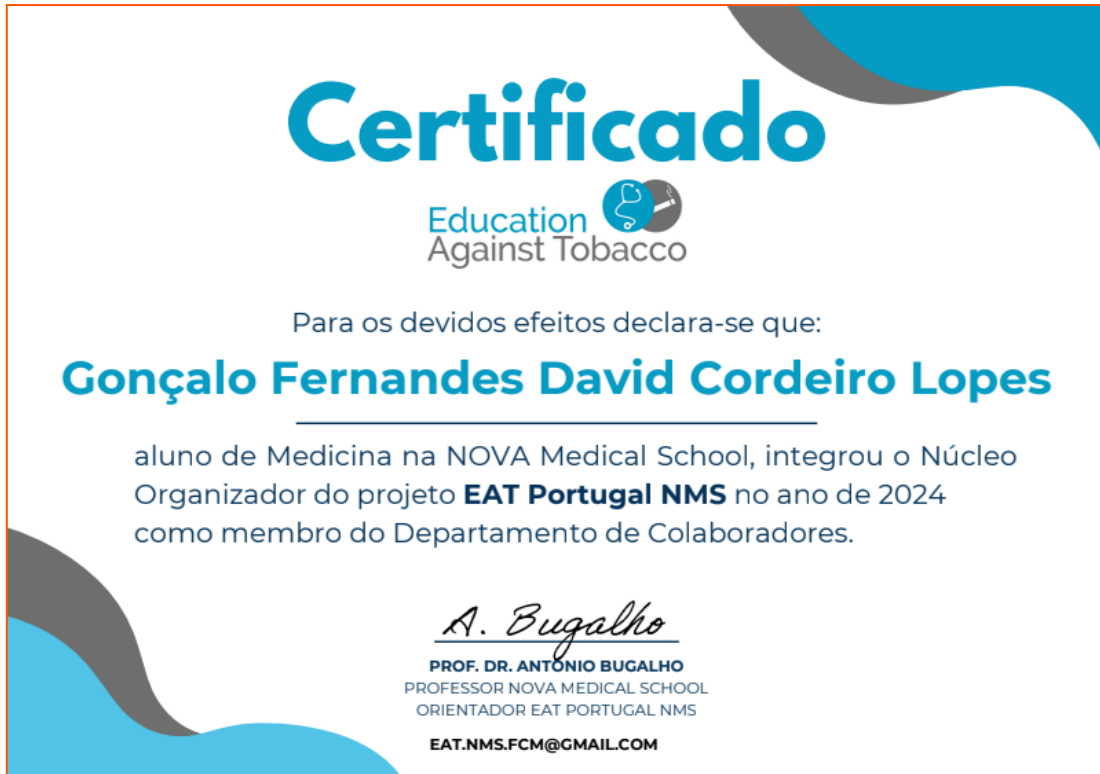 Certificado
Education
Against Tobacco
Para os devidos efeitos declara-se que:
Gonçalo Fernandes David Cordeiro Lopes
aluno de Medicina na NOVA Medical School, integrou o Núcleo
Organizador do projeto EAT Portugal NMS no ano de 2024
como membro do Departamento de Colaboradores.
A. Bugalho
PROF. DR. ANTÓNIO BUGALHO
PROFESSOR NOVA MEDICAL SCHOOL
ORIENTADOR EAT PORTUGAL NMS
EAT.NMS.FCM@GMAIL.COM